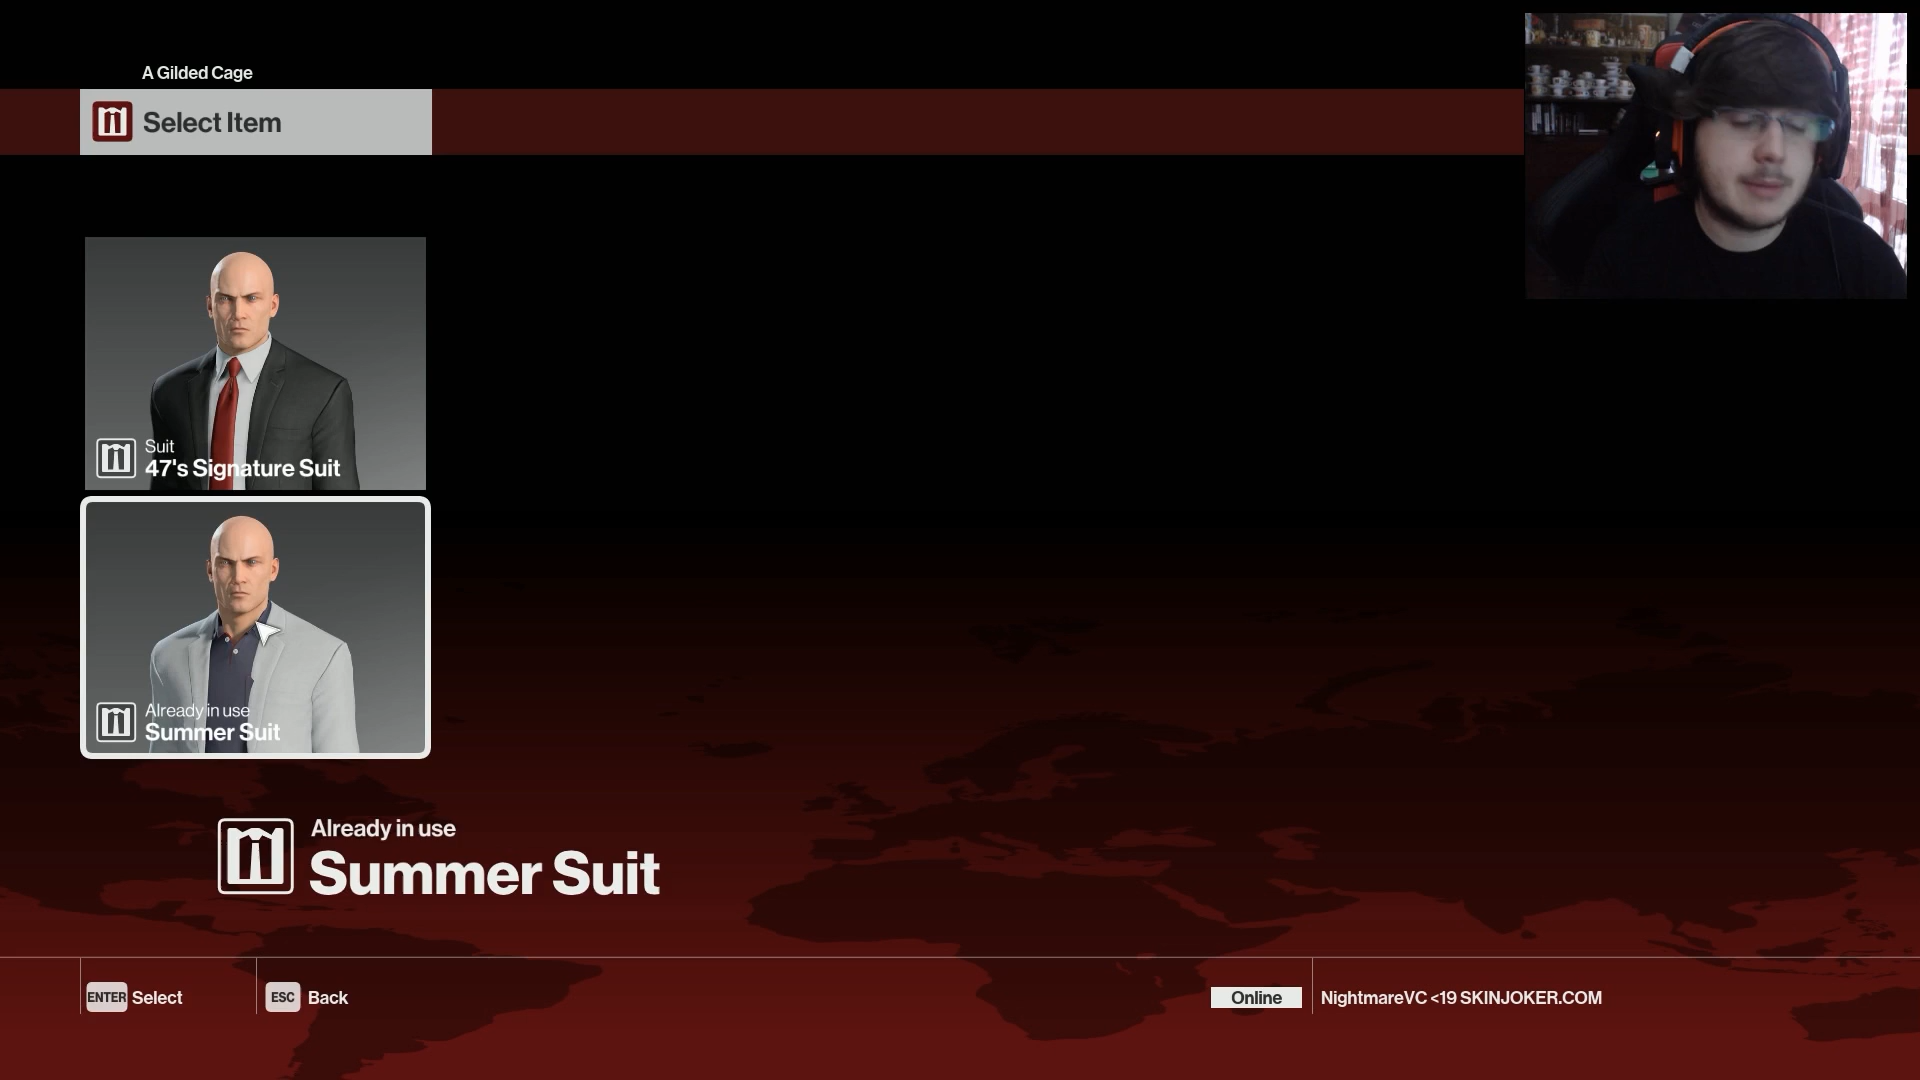 A Gilded Cage
Select Item
Suit
47's Signature Suit
Already in use
Summer Suit
Already in use
Summer Suit
ENTER Select
ESC Back
Online
NightmareVC <19 SKINJOKER.COM